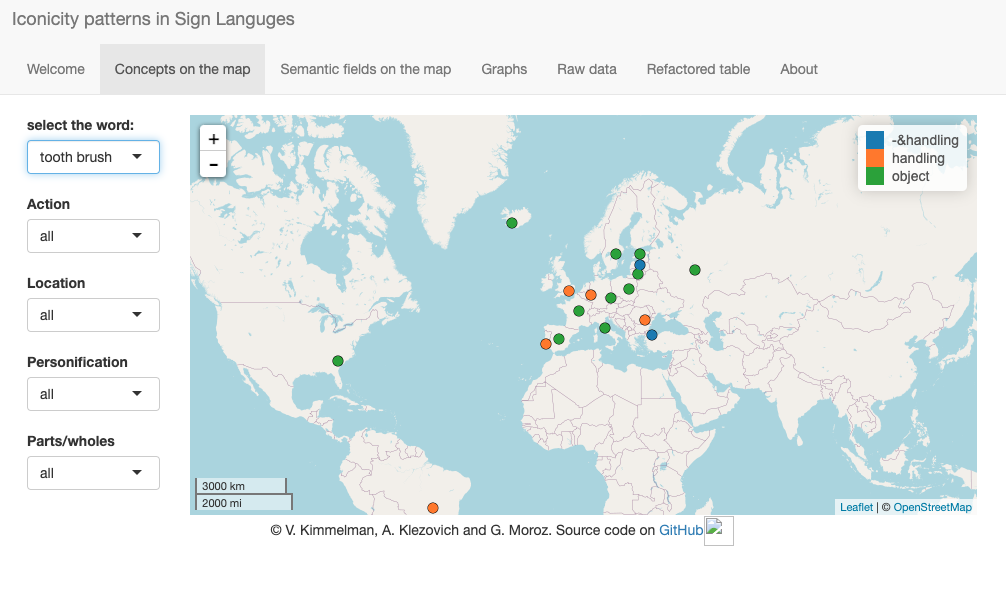 Iconicity patterns in Sign Languges
Welcome
Concepts on the map
Semantic fields on the map
Graphs
Raw data
Refactored table
About
select the word:
tooth brush
Action
all
Location
all
Personification
all
Parts/wholes
all
+
-
-&handling
handling
object
3000 km
2000 mi
Leaflet | © OpenStreetMap
© V. Kimmelman, A. Klezovich and G. Moroz. Source code on GitHub